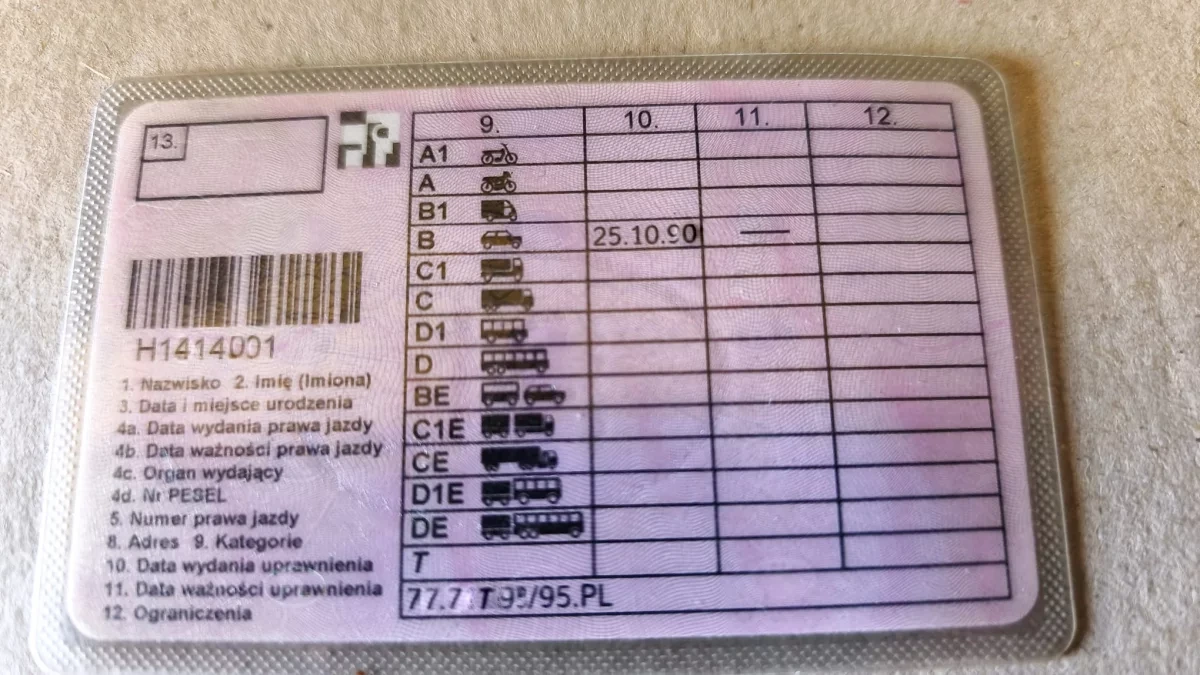 13.
H1414001
1. Nazwisko 2. Imię (Imiona)
3. Data i miejsce urodzenia
4a. Data wydania prawa jazdy
4b. Data ważności prawa jazdy
4c. Organ wydający
4d. Nr PESEL
5. Numer prawa jazdy
8. Adres 9. Kategorie
10. Data wydania uprawnienia
11. Data ważności uprawnienia
12. Ograniczenia
9. 10. 11. 12.
A1
A
B1
B 25.10.90 —
C1
C
D1
D
BE
C1E
CE
D1E
DE
T
/95.PL